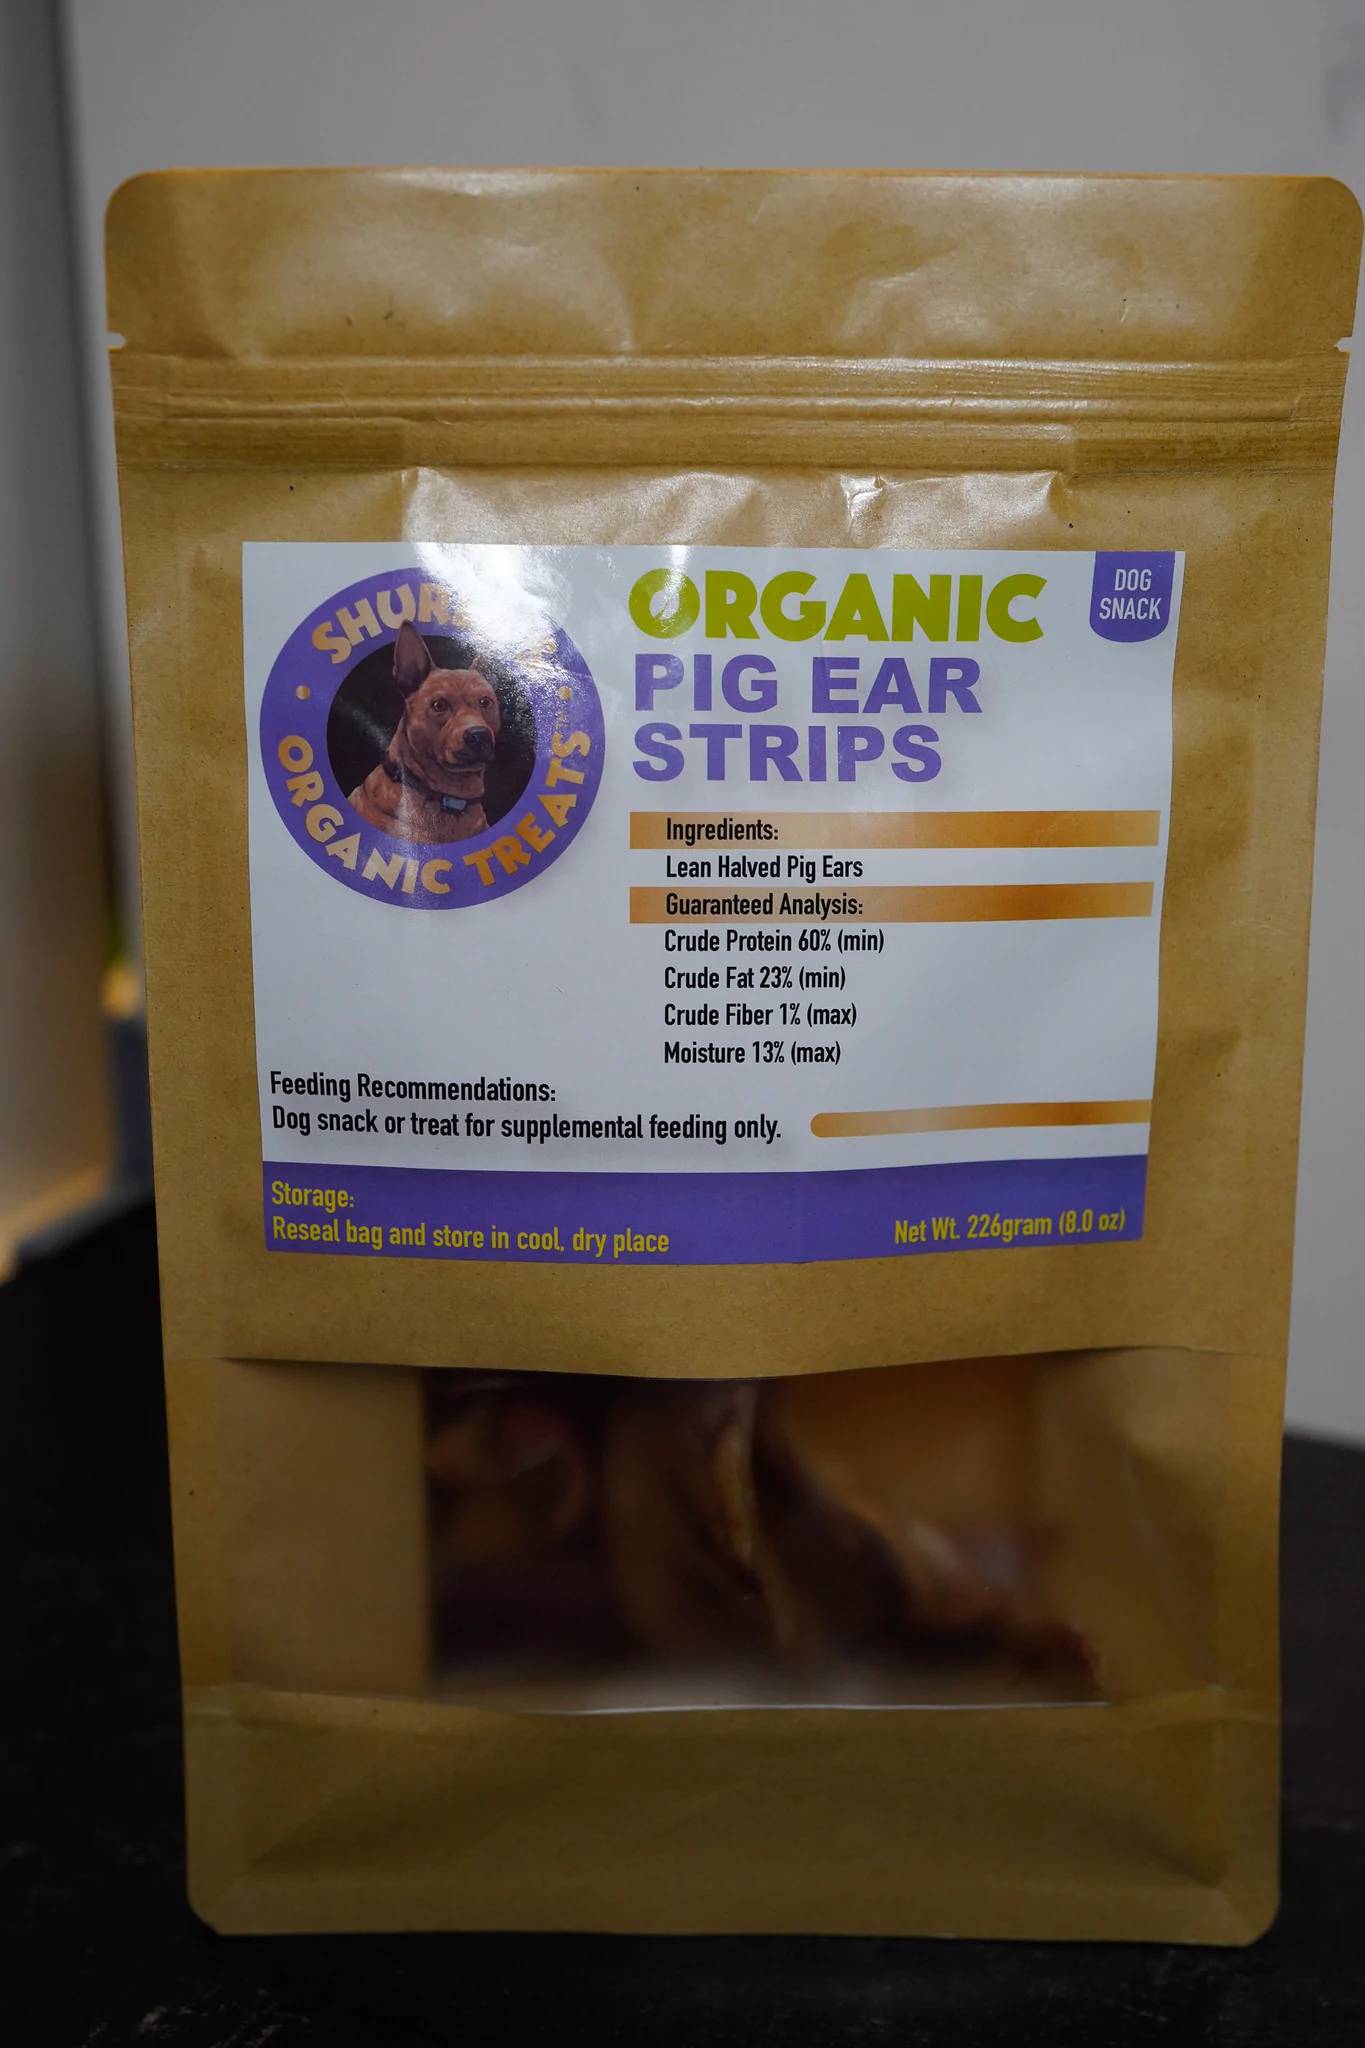 ORGANIC TREATS
ORGANIC
PIG EAR
STRIPS
DOG
SNACK
Ingredients:
Lean Halved Pig Ears
Guaranteed Analysis:
Crude Protein 60% (min)
Crude Fat 23% (min)
Crude Fiber 1% (max)
Moisture 13% (max)
Feeding Recommendations:
Dog snack or treat for supplemental feeding only.
Storage:
Reseal bag and store in cool, dry place
Net Wt. 226gram (8.0 oz)